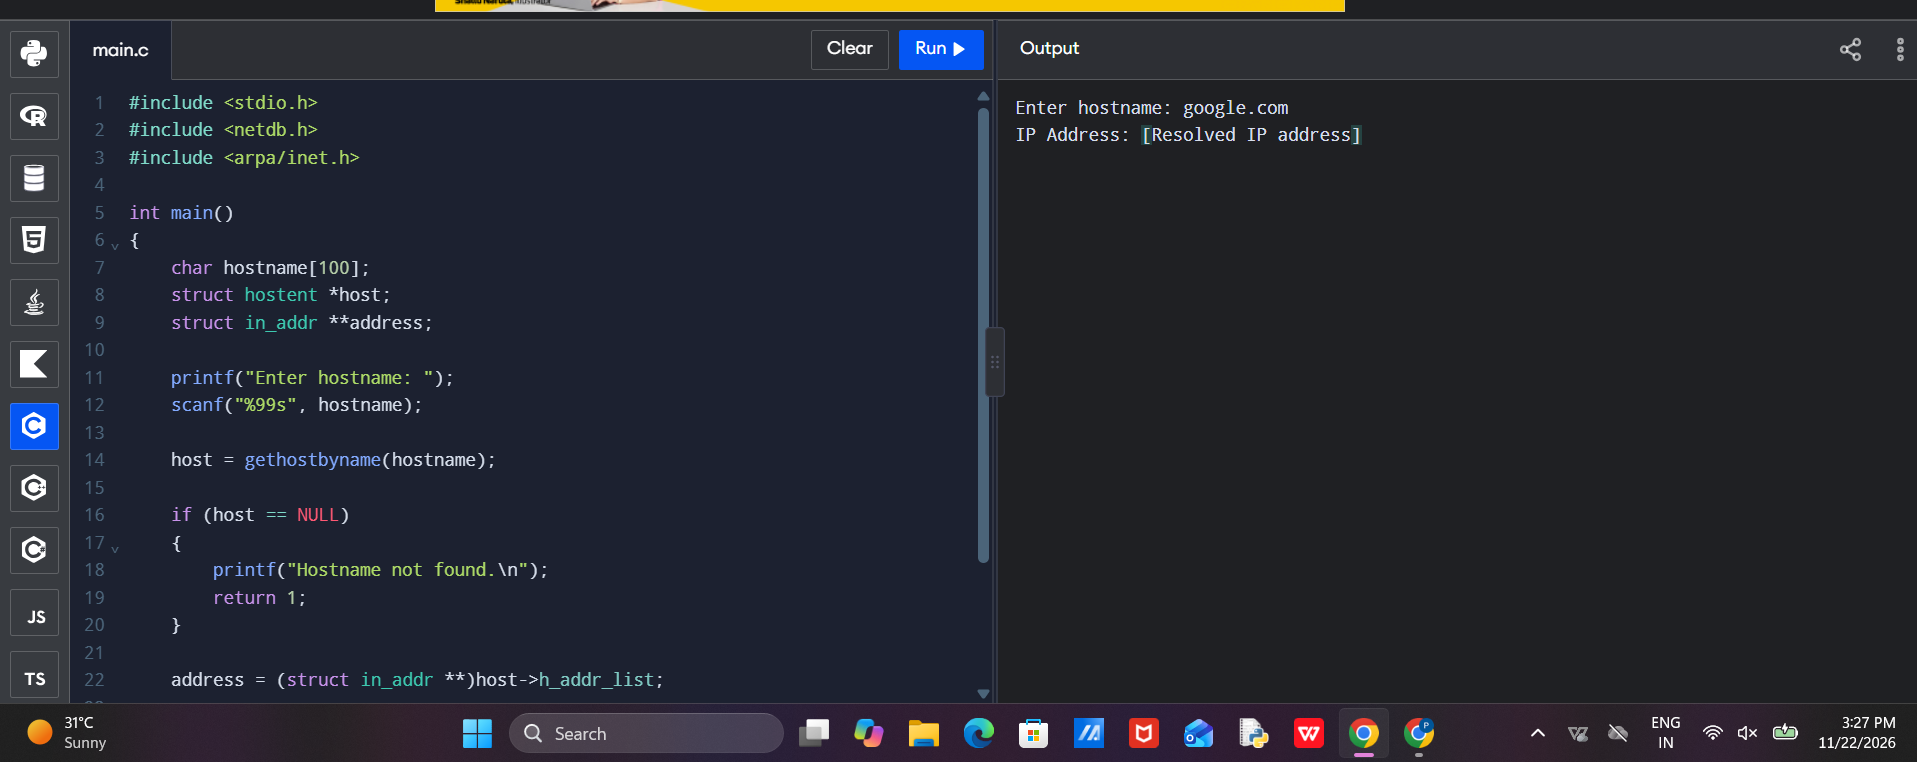 main.c
Clear
Run
Output
1 #include <stdio.h>
2 #include <netdb.h>
3 #include <arpa/inet.h>
4
5 int main()
6 {
7 char hostname[100];
8 struct hostent *host;
9 struct in_addr **address;
10
11 printf("Enter hostname: ");
12 scanf("%99s", hostname);
13
14 host = gethostbyname(hostname);
15
16 if (host == NULL)
17 {
18 printf("Hostname not found.\n");
19 return 1;
20 }
21
22 address = (struct in_addr **)host->h_addr_list;
Enter hostname: google.com
IP Address: [Resolved IP address]
JS
TS
31°C
Sunny
Search
ENG
IN
3:27 PM
11/22/2026